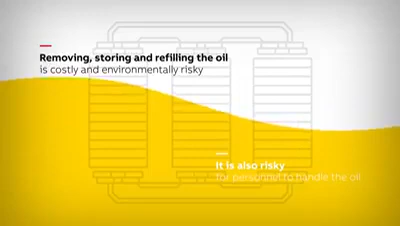 Removing, storing and refilling the oil
is costly and environmentally risky
It is also risky
for personnel to handle the oil